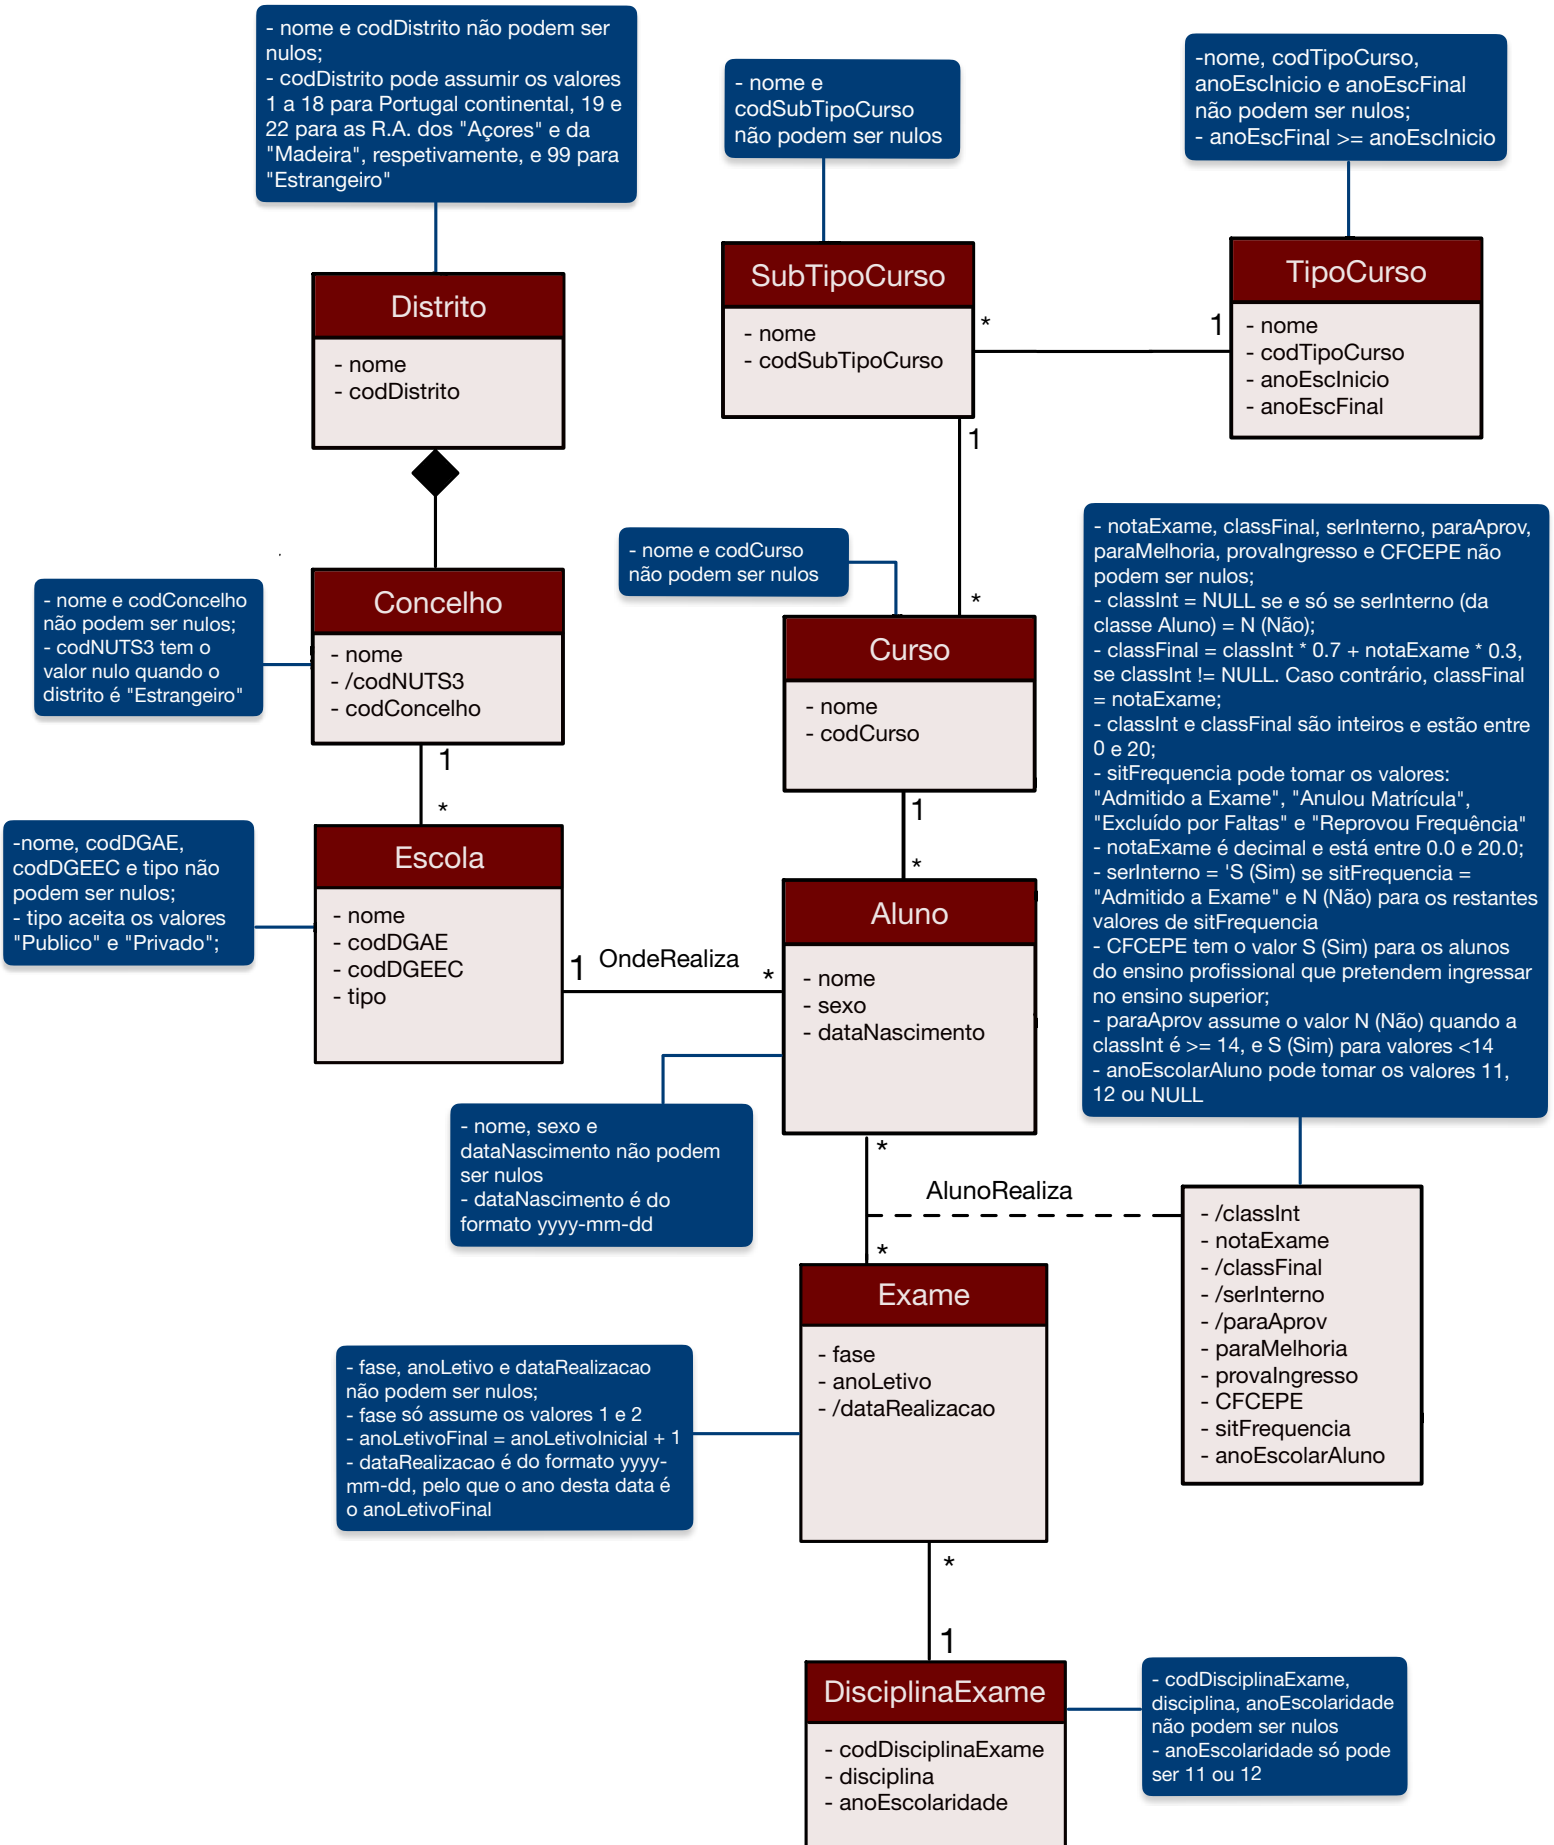 - nome e codDistrito não podem ser
nulos;
- codDistrito pode assumir os valores
1 a 18 para Portugal continental, 19 e
22 para as R.A. dos "Açores" e da
"Madeira", respetivamente, e 99 para
"Estrangeiro"
- nome e
codSubTipoCurso
não podem ser nulos
-nome, codTipoCurso,
anoEscInicio e anoEscFinal
não podem ser nulos;
- anoEscFinal >= anoEscInicio
Distrito
- nome
- codDistrito
SubTipoCurso
- nome
- codSubTipoCurso
*
1
TipoCurso
- nome
- codTipoCurso
- anoEscInicio
- anoEscFinal
1
*
- nome e codConcelho
não podem ser nulos;
- codNUTS3 tem o
valor nulo quando o
distrito é "Estrangeiro"
Concelho
- nome
- /codNUTS3
- codConcelho
- nome e codCurso
não podem ser nulos
Curso
- nome
- codCurso
- notaExame, classFinal, serInterno, paraAprov,
paraMelhoria, provaIngresso e CFCEPE não
podem ser nulos;
- classInt = NULL se e só se serInterno (da
classe Aluno) = N (Não);
- classFinal = classInt * 0.7 + notaExame * 0.3,
se classInt != NULL. Caso contrário, classFinal
= notaExame;
- classInt e classFinal são inteiros e estão entre
0 e 20;
- sitFrequencia pode tomar os valores:
"Admitido a Exame", "Anulou Matrícula",
"Excluído por Faltas" e "Reprovou Frequência"
- notaExame é decimal e está entre 0.0 e 20.0;
- serInterno = 'S (Sim) se sitFrequencia =
"Admitido a Exame" e N (Não) para os restantes
valores de sitFrequencia
- CFCEPE tem o valor S (Sim) para os alunos
do ensino profissional que pretendem ingressar
no ensino superior;
- paraAprov assume o valor N (Não) quando a
classInt é >= 14, e S (Sim) para valores <14
- anoEscolarAluno pode tomar os valores 11,
12 ou NULL
1
*
1
*
-nome, codDGAE,
codDGEEC e tipo não
podem ser nulos;
- tipo aceita os valores
"Publico" e "Privado";
Escola
- nome
- codDGAE
- codDGEEC
- tipo
1
OndeRealiza
*
Aluno
- nome
- sexo
- dataNascimento
- nome, sexo e
dataNascimento não podem
ser nulos
- dataNascimento é do
formato yyyy-mm-dd
*
AlunoRealiza
*
- /classInt
- notaExame
- /classFinal
- /serInterno
- /paraAprov
- paraMelhoria
- provaIngresso
- CFCEPE
- sitFrequencia
- anoEscolarAluno
Exame
- fase
- anoLetivo
- /dataRealizacao
- fase, anoLetivo e dataRealizacao
não podem ser nulos;
- fase só assume os valores 1 e 2
- anoLetivoFinal = anoLetivoInicial + 1
- dataRealizacao é do formato yyyy-
mm-dd, pelo que o ano desta data é
o anoLetivoFinal
*
1
DisciplinaExame
- codDisciplinaExame
- disciplina
- anoEscolaridade
- codDisciplinaExame,
disciplina, anoEscolaridade
não podem ser nulos
- anoEscolaridade só pode
ser 11 ou 12